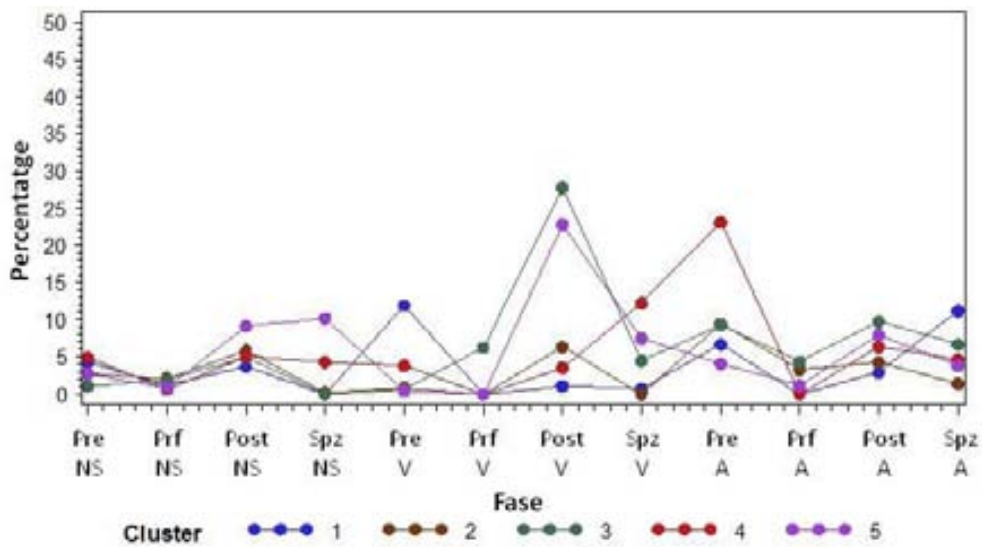 50
45
40
35
30
25
20
15
10
5
0
Percentatge
Pre Prf Post Spz Pre Prf Post Spz Pre Prf Post Spz
NS NS NS NS V V V V A A A A
Fase
Cluster 1 2 3 4 5